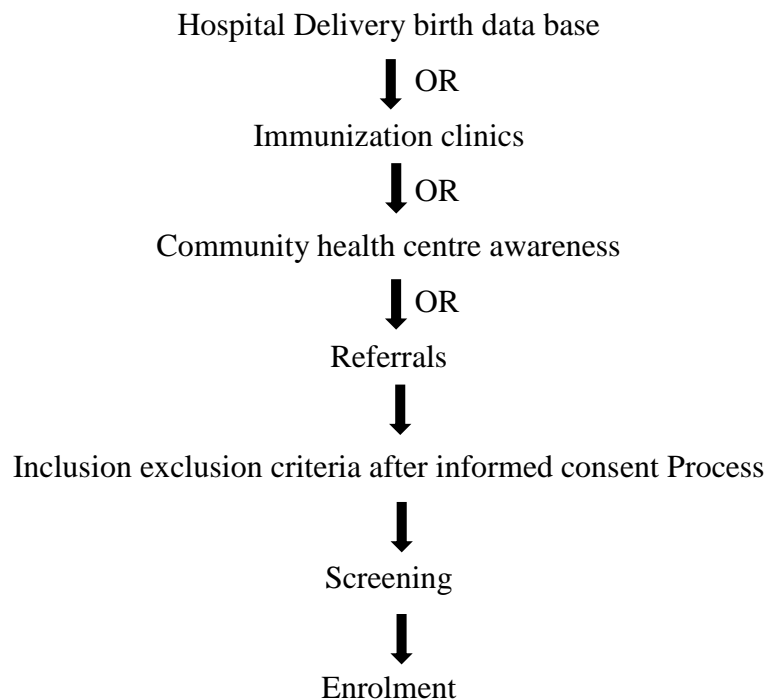 Hospital Delivery birth data base
OR
Immunization clinics
OR
Community health centre awareness
OR
Referrals
Inclusion exclusion criteria after informed consent Process
Screening
Enrolment